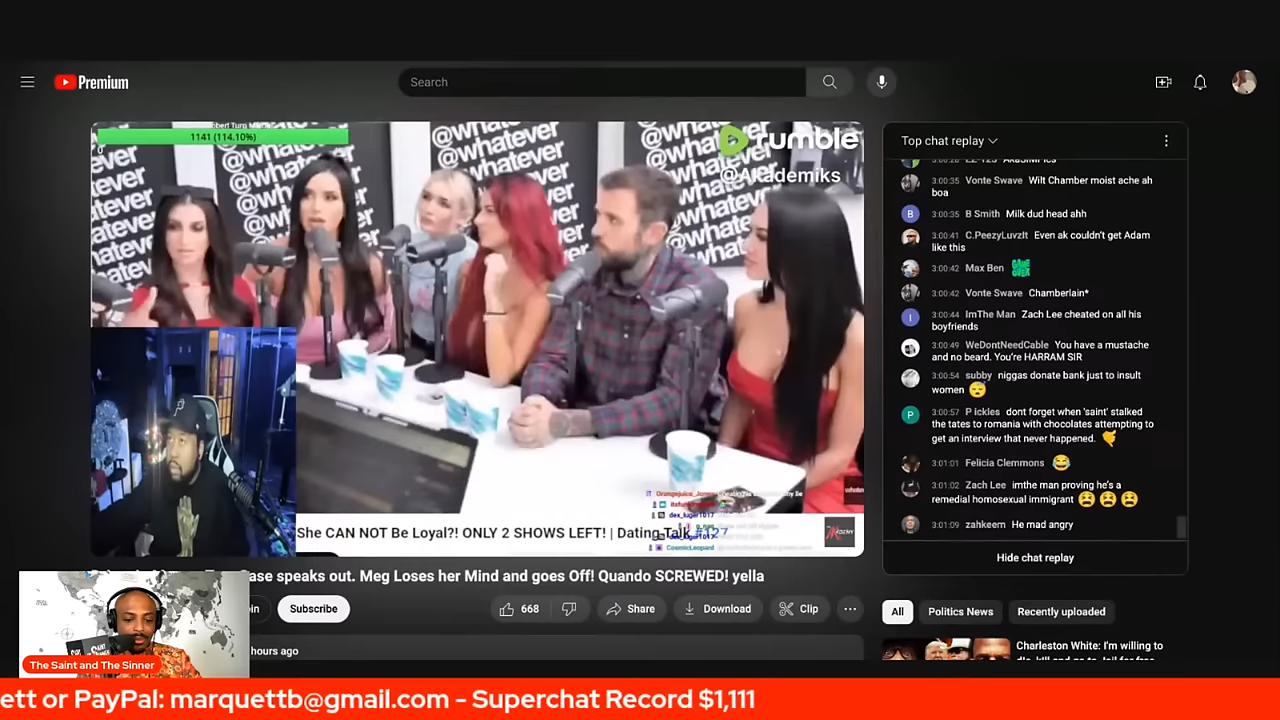 Premium
Search
1141 (114.10%)
@whatever
rumble
@Akademiks
She CAN NOT Be Loyal?! ONLY 2 SHOWS LEFT! | Dating Talk #127
ase speaks out. Meg Loses her Mind and goes Off! Quando SCREWED! yella
Subscribe
668
Share
Download
Clip
hours ago
Top chat replay
3:00:35 Vonte Swave Wilt Chamber moist ache ah
boa
3:00:35 B Smith Milk dud head ahh
3:00:41 C.PeezyLuvzIt Even ak couldn't get Adam
like this
3:00:42 Max Ben
3:00:42 Vonte Swave Chamberlain*
3:00:44 ImThe Man Zach Lee cheated on all his
boyfriends
3:00:49 WeDontNeedCable You have a mustache
and no beard. You're HARRAM SIR
3:00:54 subby niggas donate bank just to insult
women
3:00:57 P ickles dont forget when 'saint' stalked
the tates to romania with chocolates attempting to
get an interview that never happened.
3:01:01 Felicia Clemmons
3:01:02 Zach Lee imthe man proving he's a
remedial homosexual immigrant
3:01:09 zahkeem He mad angry
Hide chat replay
All
Politics News
Recently uploaded
Charleston White: I'm willing to
The Saint and The Sinner
ett or PayPal: marquettb@gmail.com - Superchat Record $1,111